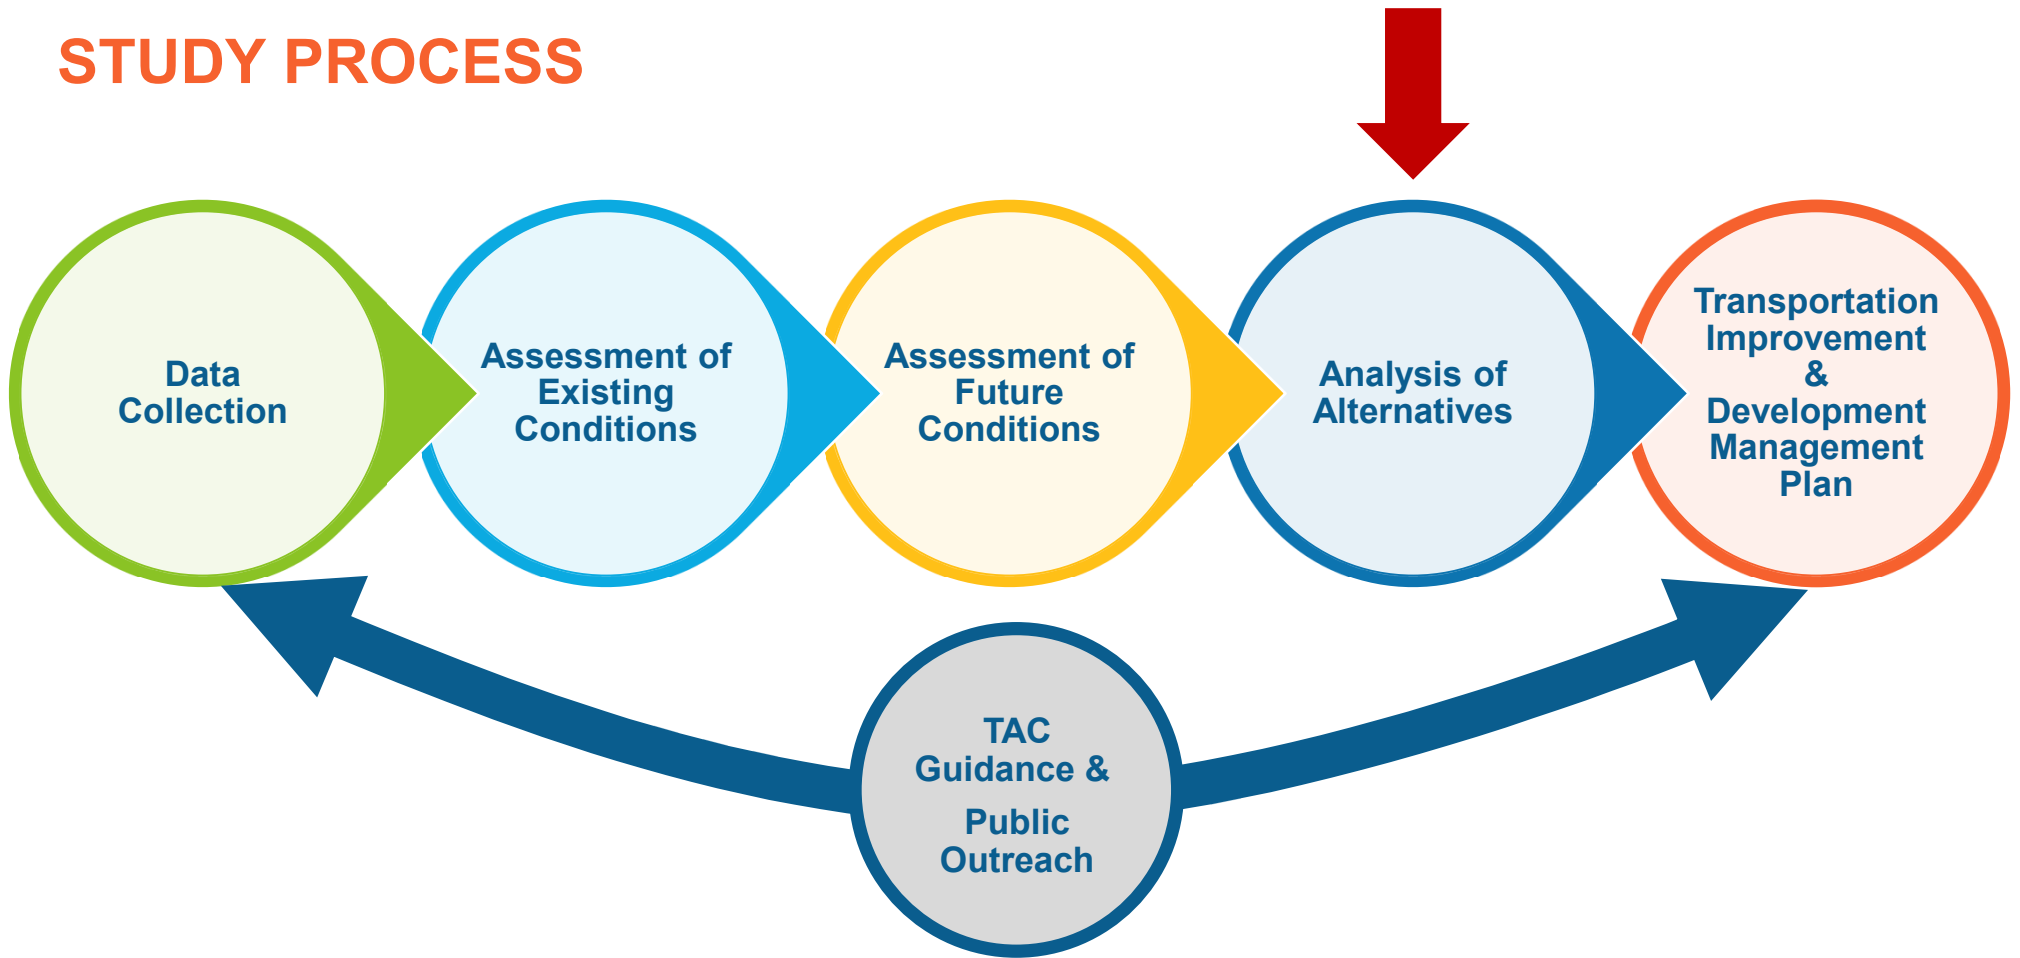 STUDY PROCESS
Data
Collection
Assessment of
Existing
Conditions
Assessment of
Future
Conditions
Analysis of
Alternatives
Transportation
Improvement
&
Development
Management
Plan
TAC
Guidance &
Public
Outreach